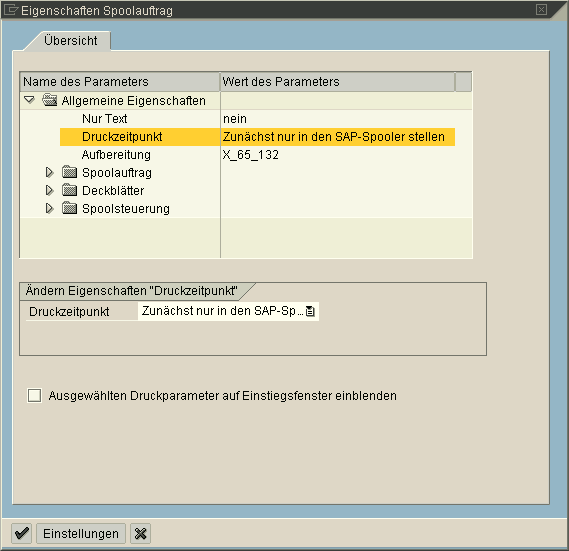 Eigenschaften Spoolauftrag
Übersicht
Name des Parameters Wert des Parameters
Allgemeine Eigenschaften
Nur Text nein
Druckzeitpunkt Zunächst nur in den SAP-Spooler stellen
Aufbereitung X_65_132
Spoolauftrag
Deckblätter
Spoolsteuerung
Ändern Eigenschaften "Druckzeitpunkt"
Druckzeitpunkt Zunächst nur in den SAP-Sp...
Ausgewählten Druckparameter auf Einstiegsfenster einblenden
Einstellungen